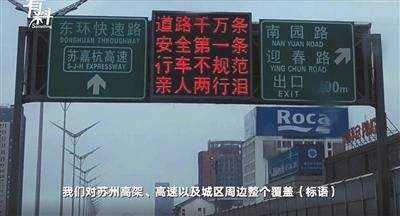 有料
东环快速路
DONGHUAN THROUGHWAY
苏嘉杭高速
S-J-H EXPRESSWAY
道路千万条
安全第一条
行车不规范
亲人两行泪
南园路
NAN YUAN ROAD
迎春路
YING CHUN ROAD
出口
EXIT
400m
Roca
我们对苏州高架、高速以及城区周边整个覆盖（标语）